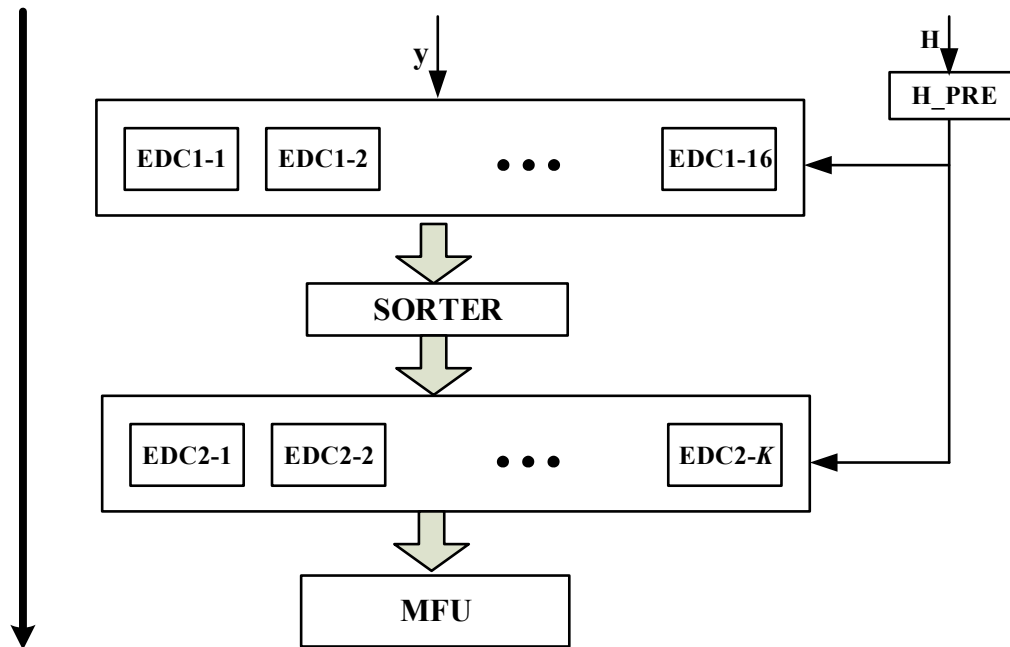 y
H
H_PRE
EDC1-1
EDC1-2
EDC1-16
SORTER
EDC2-1
EDC2-2
EDC2-K
MFU